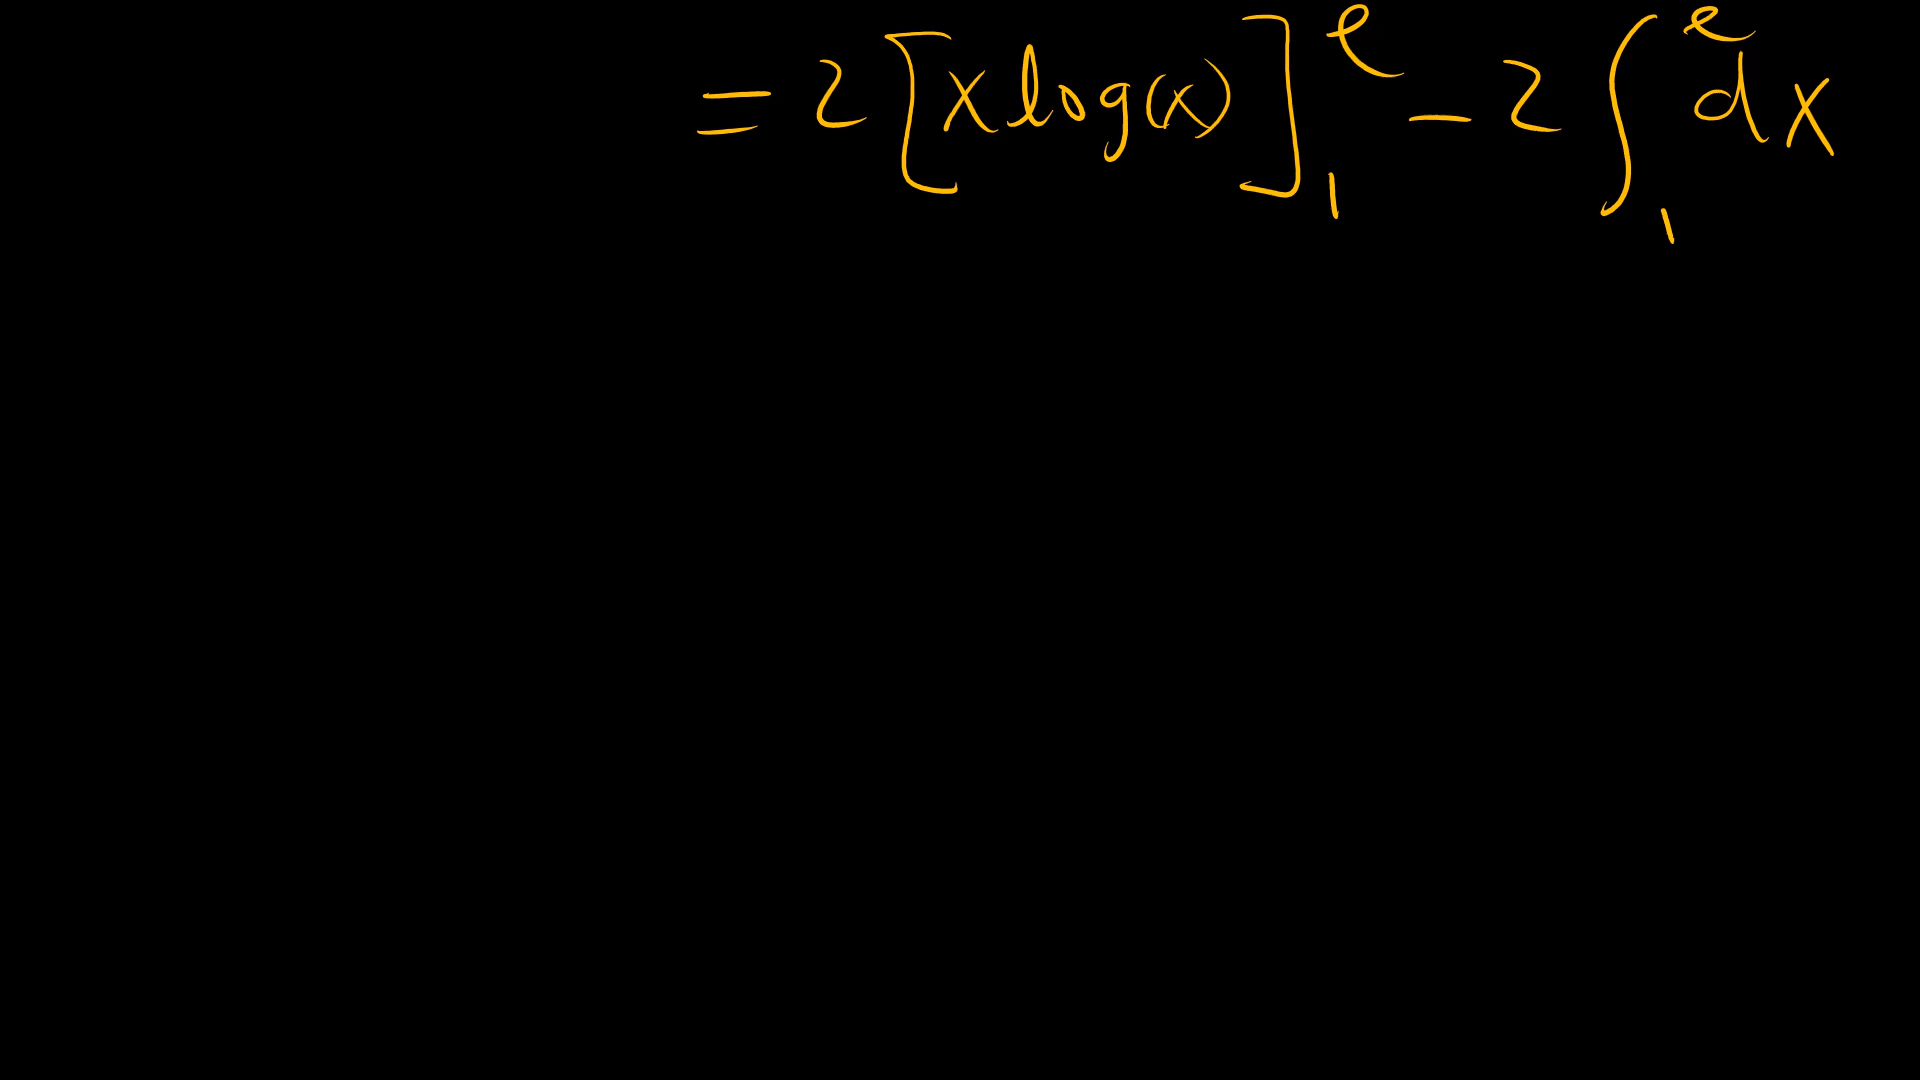 = 2 [x log(x)]₁ᵉ − 2 ∫₁ᵉ dx